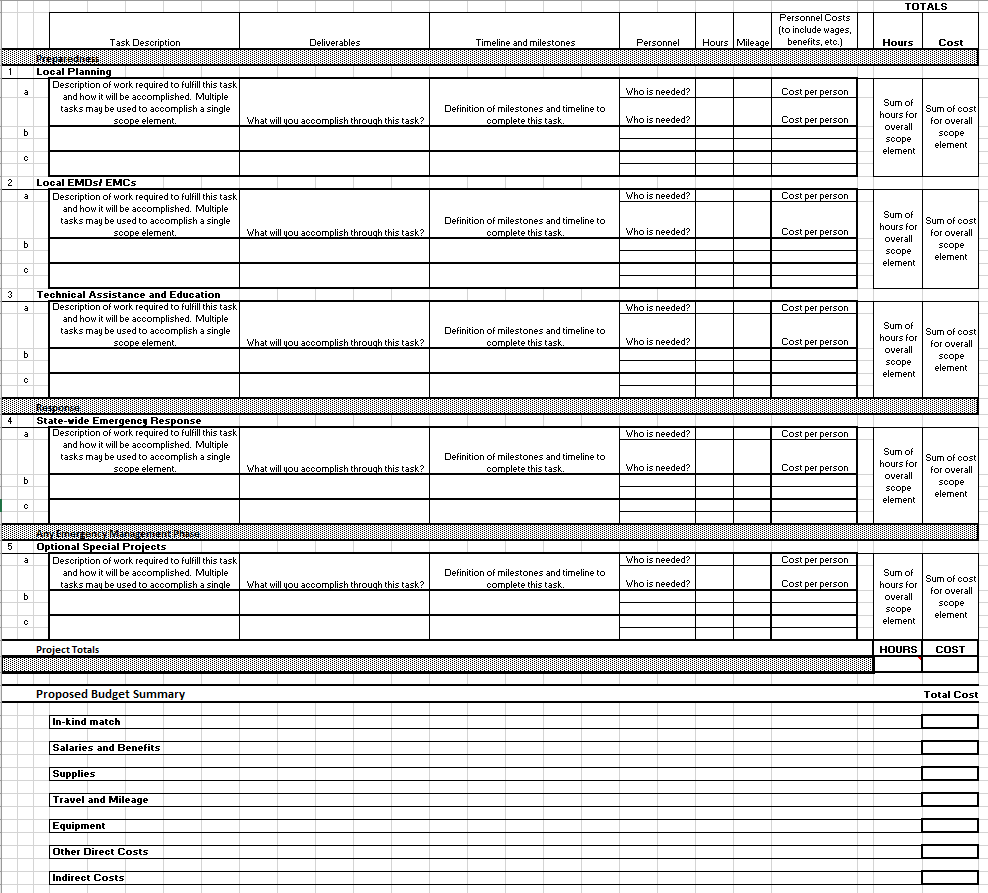 TOTALS
Task Description Deliverables Timeline and milestones Personnel Hours Mileage Personnel Costs (to include wages, benefits, etc.) Hours Cost
Preparedness
1 Local Planning
a Description of work required to fulfill this task and how it will be accomplished. Multiple tasks may be used to accomplish a single scope element. What will you accomplish through this task? Definition of milestones and timeline to complete this task. Who is needed? Cost per person Sum of hours for overall scope element Sum of cost for overall scope element
Who is needed? Cost per person
b
c
2 Local EMDs/ EMCs
a Description of work required to fulfill this task and how it will be accomplished. Multiple tasks may be used to accomplish a single scope element. What will you accomplish through this task? Definition of milestones and timeline to complete this task. Who is needed? Cost per person Sum of hours for overall scope element Sum of cost for overall scope element
Who is needed? Cost per person
b
c
3 Technical Assistance and Education
a Description of work required to fulfill this task and how it will be accomplished. Multiple tasks may be used to accomplish a single scope element. What will you accomplish through this task? Definition of milestones and timeline to complete this task. Who is needed? Cost per person Sum of hours for overall scope element Sum of cost for overall scope element
Who is needed? Cost per person
b
c
Response
4 State-wide Emergency Response
a Description of work required to fulfill this task and how it will be accomplished. Multiple tasks may be used to accomplish a single scope element. What will you accomplish through this task? Definition of milestones and timeline to complete this task. Who is needed? Cost per person Sum of hours for overall scope element Sum of cost for overall scope element
Who is needed? Cost per person
b
c
Any Emergency Management Phase
5 Optional Special Projects
a Description of work required to fulfill this task and how it will be accomplished. Multiple tasks may be used to accomplish a single What will you accomplish through this task? Definition of milestones and timeline to complete this task. Who is needed? Cost per person Sum of hours for overall scope element Sum of cost for overall scope element
Who is needed? Cost per person
b
c
Project Totals HOURS COST
Proposed Budget Summary Total Cost
In-kind match
Salaries and Benefits
Supplies
Travel and Mileage
Equipment
Other Direct Costs
Indirect Costs